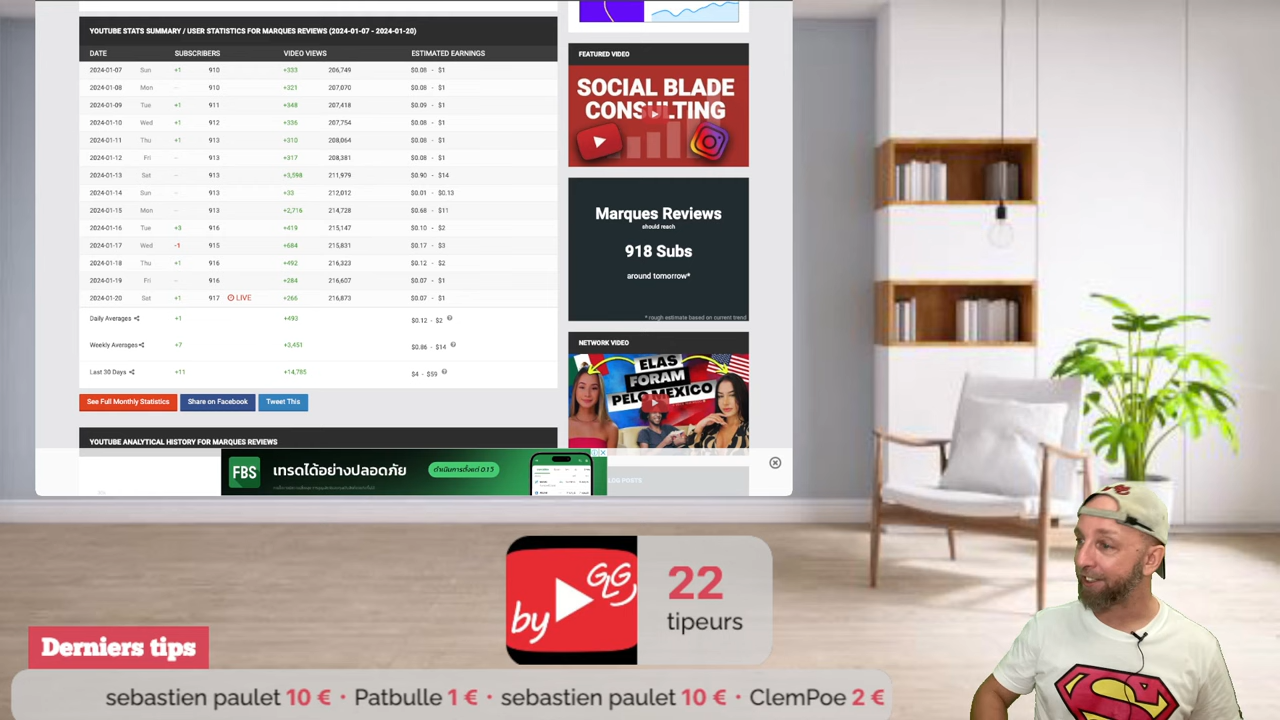 YOUTUBE STATS SUMMARY / USER STATISTICS FOR MARQUES REVIEWS (2024-01-07 - 2024-01-20)
DATE SUBSCRIBERS VIDEO VIEWS ESTIMATED EARNINGS
2024-01-07 Sun +1 910 +333 206,749 $0.08 - $1
2024-01-08 Mon -- 910 +321 207,070 $0.08 - $1
2024-01-09 Tue +1 911 +348 207,418 $0.09 - $1
2024-01-10 Wed +1 912 +336 207,754 $0.08 - $1
2024-01-11 Thu +1 913 +310 208,064 $0.08 - $1
2024-01-12 Fri -- 913 +317 208,381 $0.08 - $1
2024-01-13 Sat -- 913 +3,598 211,979 $0.90 - $14
2024-01-14 Sun -- 913 +33 212,012 $0.01 - $0.13
2024-01-15 Mon -- 913 +2,716 214,728 $0.68 - $11
2024-01-16 Tue +3 916 +419 215,147 $0.10 - $2
2024-01-17 Wed -1 915 +684 215,831 $0.17 - $3
2024-01-18 Thu +1 916 +492 216,323 $0.12 - $2
2024-01-19 Fri -- 916 +284 216,607 $0.07 - $1
2024-01-20 Sat +1 917 LIVE +266 216,873 $0.07 - $1
Daily Averages +1 +493 $0.12 - $2
Weekly Averages +7 +3,451 $0.86 - $14
Last 30 Days +11 +14,785 $4 - $59
See Full Monthly Statistics Share on Facebook Tweet This
YOUTUBE ANALYTICAL HISTORY FOR MARQUES REVIEWS
FEATURED VIDEO
SOCIAL BLADE
CONSULTING
Marques Reviews
should reach
918 Subs
around tomorrow*
* rough estimate based on current trend
NETWORK VIDEO
ELAS
FORAM
PELO MEXICO
FBS เทรดได้อย่างปลอดภัย
by GLG
22
tipeurs
Derniers tips
sebastien paulet 10 € · Patbulle 1 € · sebastien paulet 10 € · ClemPoe 2 €